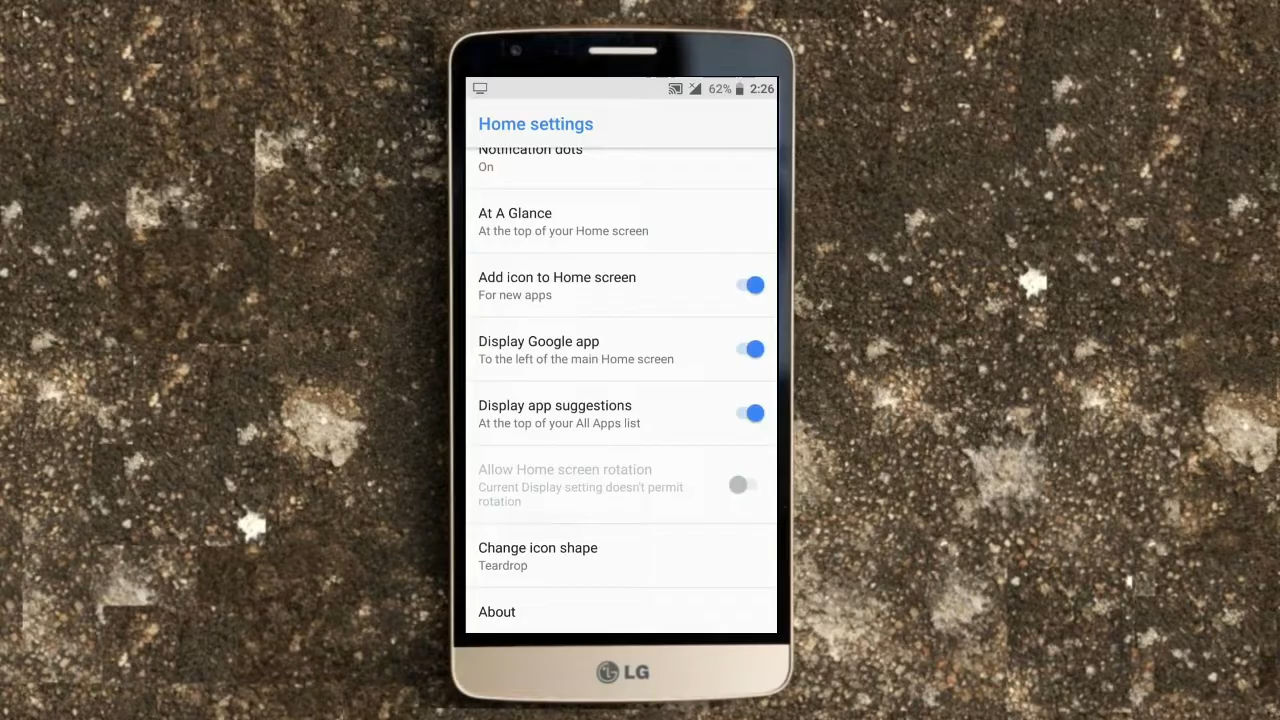 62% 2:26
Home settings
Notification dots
On
At A Glance
At the top of your Home screen
Add icon to Home screen
For new apps
Display Google app
To the left of the main Home screen
Display app suggestions
At the top of your All Apps list
Allow Home screen rotation
Current Display setting doesn't permit
rotation
Change icon shape
Teardrop
About
LG